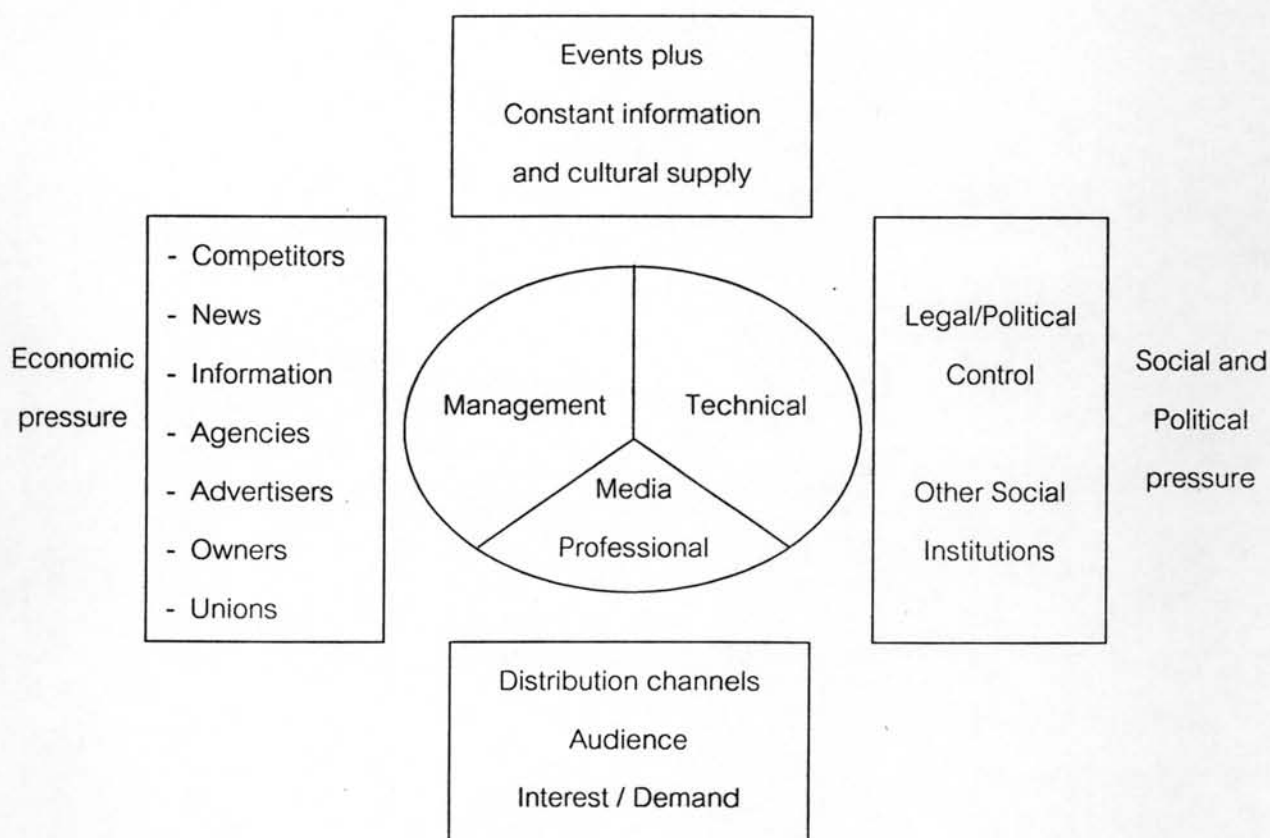 Events plus
Constant information
and cultural supply
Economic
pressure
- Competitors
- News
- Information
- Agencies
- Advertisers
- Owners
- Unions
Management
Technical
Media
Professional
Legal/Political
Control
Other Social
Institutions
Social and
Political
pressure
Distribution channels
Audience
Interest / Demand